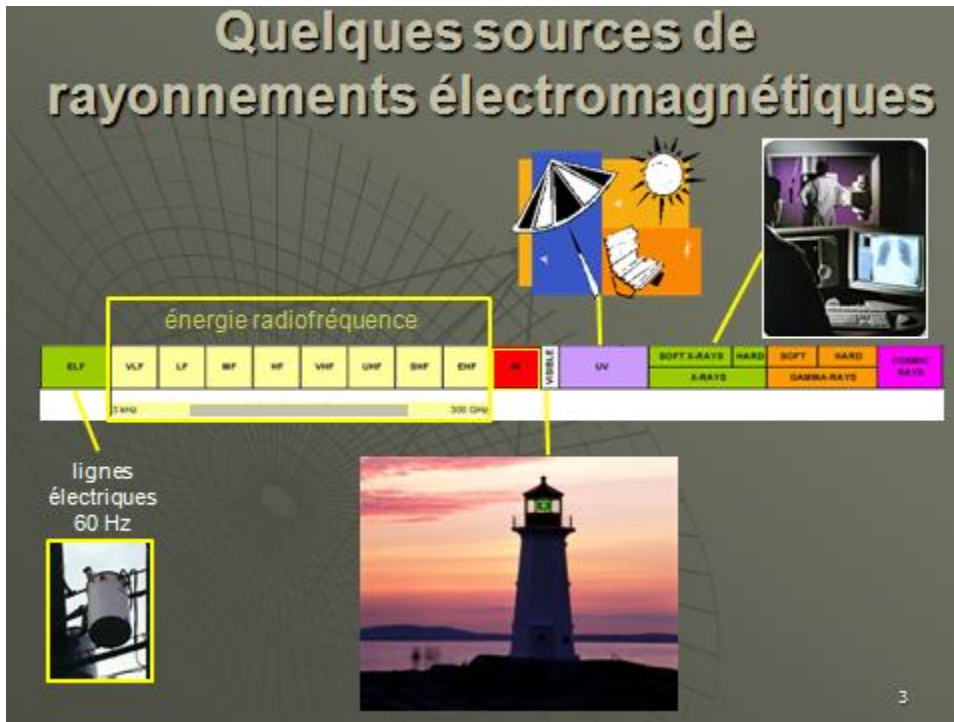 Quelques sources de
rayonnements électromagnétiques
énergie radiofréquence
ELF VLF LF MF HF VHF UHF SHF EHF IR VISIBLE UV SOFT X-RAYS HARD SOFT HARD COSMIC RAYS
X-RAYS GAMMA-RAYS
3 kHz 300 GHz
lignes
électriques
60 Hz
3